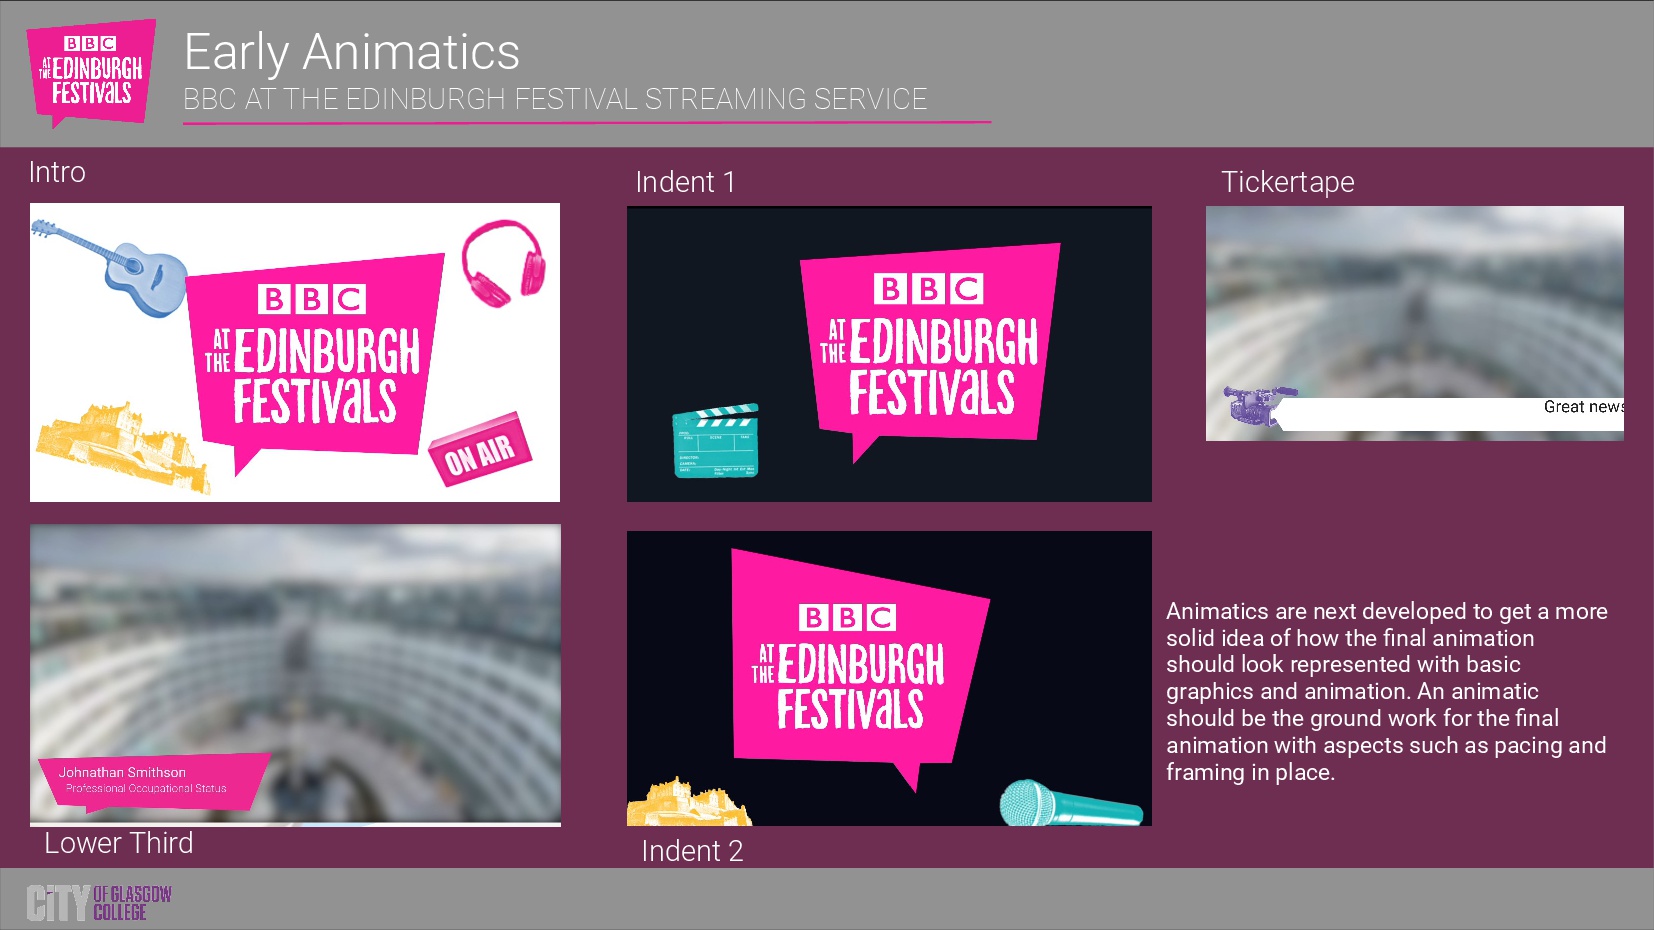 BBC
AT THE EDINBURGH
FESTIVALS
Early Animatics
BBC AT THE EDINBURGH FESTIVAL STREAMING SERVICE
Intro
BBC
AT THE EDINBURGH
FESTIVALS
ON AIR
Johnathan Smithson
Professional Occupational Status
Lower Third
Indent 1
BBC
AT THE EDINBURGH
FESTIVALS
BBC
AT THE EDINBURGH
FESTIVALS
Indent 2
Tickertape
Great news
Animatics are next developed to get a more
solid idea of how the final animation
should look represented with basic
graphics and animation. An animatic
should be the ground work for the final
animation with aspects such as pacing and
framing in place.
CITY OF GLASGOW
COLLEGE